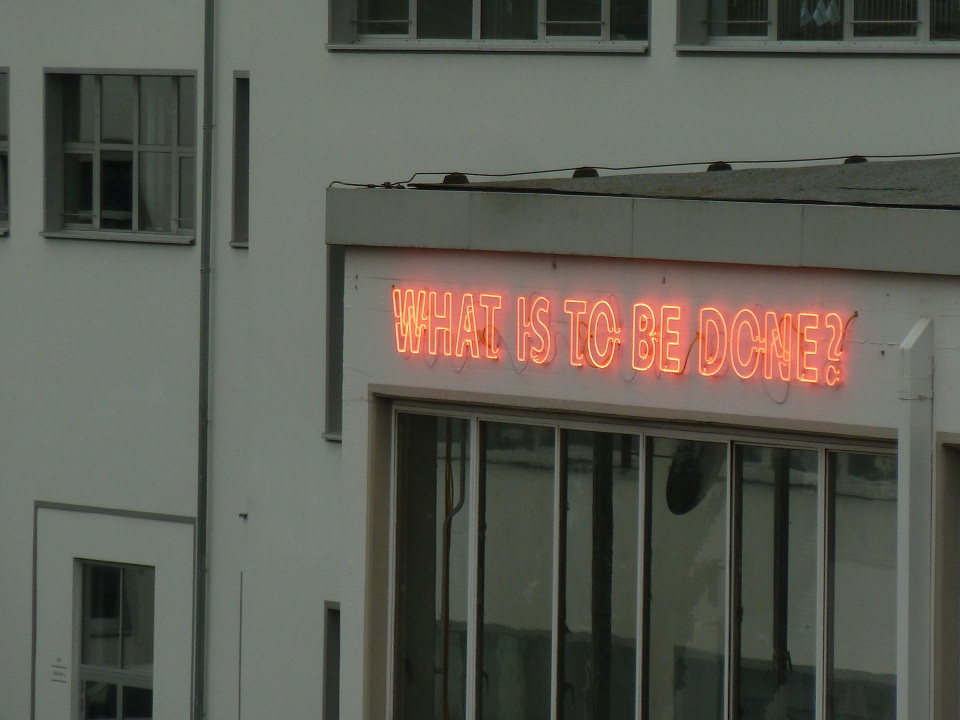 WHAT IS TO BE DONE?